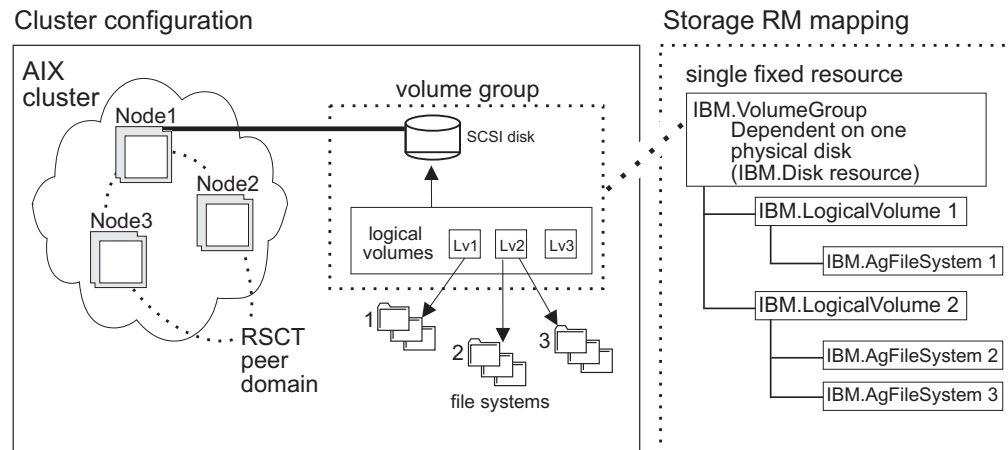 Cluster configuration
AIX
cluster
Node1
Node2
Node3
RSCT
peer
domain
volume group
SCSI disk
logical
volumes
Lv1
Lv2
Lv3
1
2
3
file systems
Storage RM mapping
single fixed resource
IBM.VolumeGroup
Dependent on one
physical disk
(IBM.Disk resource)
IBM.LogicalVolume 1
IBM.AgFileSystem 1
IBM.LogicalVolume 2
IBM.AgFileSystem 2
IBM.AgFileSystem 3